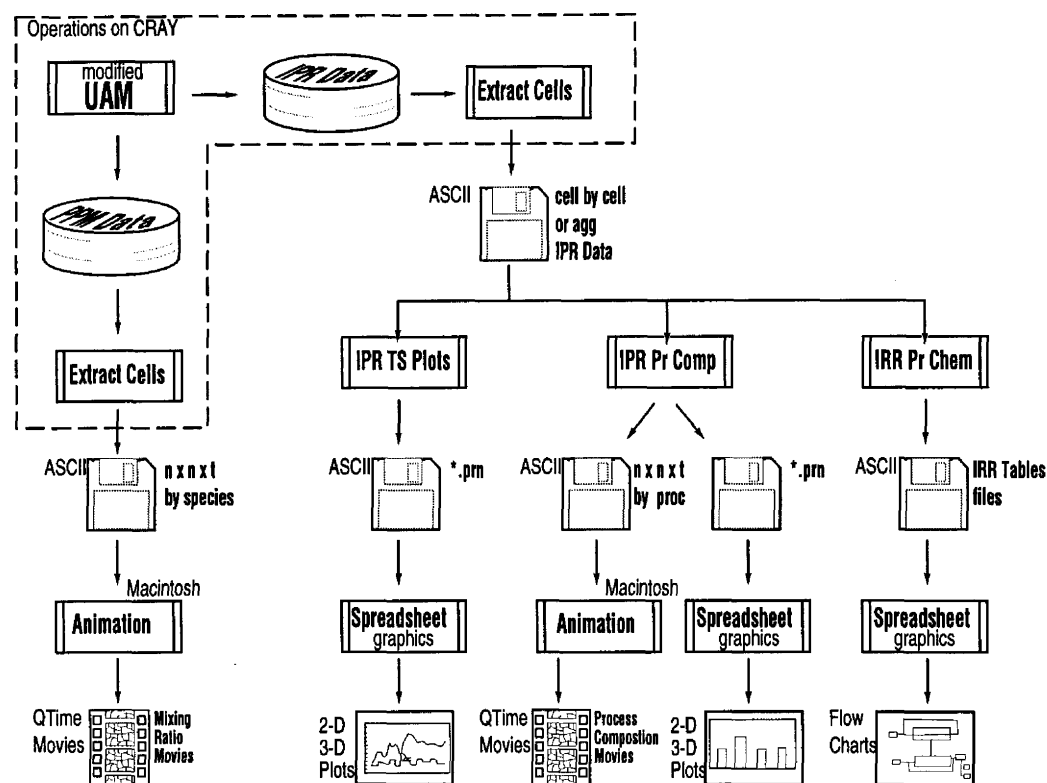 Operations on CRAY
modified
UAM
IPR Data
Extract Cells
PPM Data
Extract Cells
ASCII
cell by cell
or agg
IPR Data
IPR TS Plots
IPR Pr Comp
IRR Pr Chem
ASCII
n x n x t
by species
ASCII
*.prn
ASCII
n x n x t
by proc
*.prn
ASCII
IRR Tables
files
Macintosh
Animation
Spreadsheet
graphics
Macintosh
Animation
Spreadsheet
graphics
Spreadsheet
graphics
QTime
Movies
Mixing
Ratio
Movies
2-D
3-D
Plots
QTime
Movies
Process
Compostion
Movies
2-D
3-D
Plots
Flow
Charts